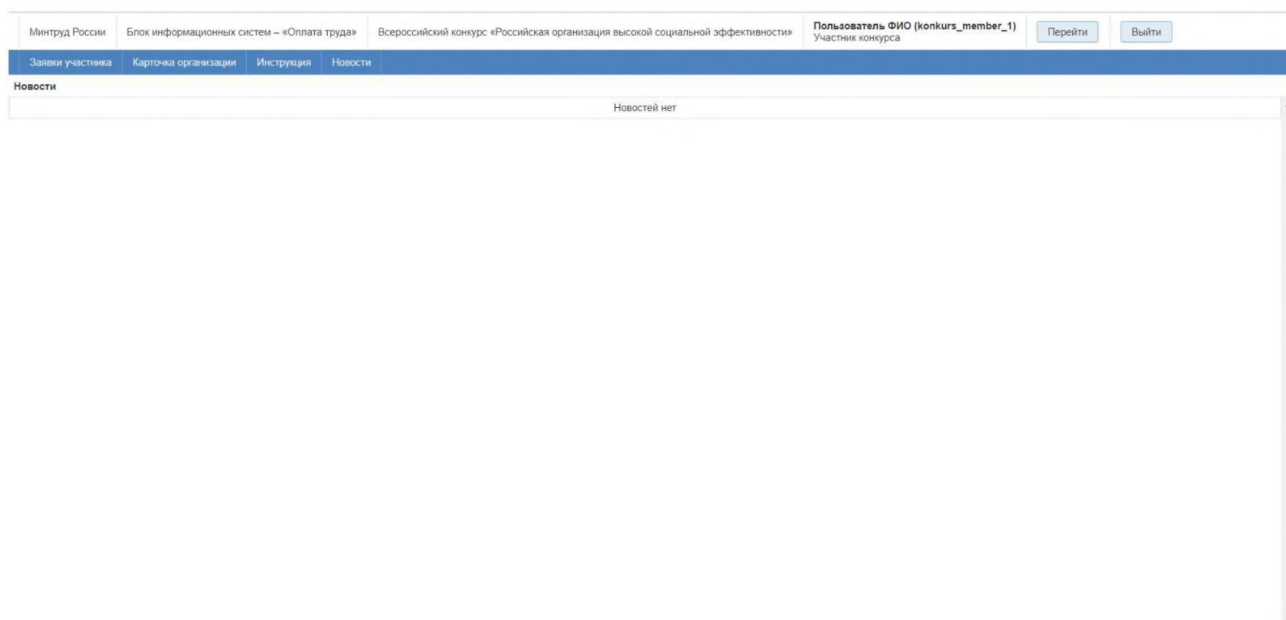 Минтруд России Блок информационных систем – «Оплата труда» Всероссийский конкурс «Российская организация высокой социальной эффективности» Пользователь ФИО (konkurs_member_1) Перейти Выйти
Участник конкурса
Заявки участника Карточка организации Инструкция Новости
Новости
Новостей нет